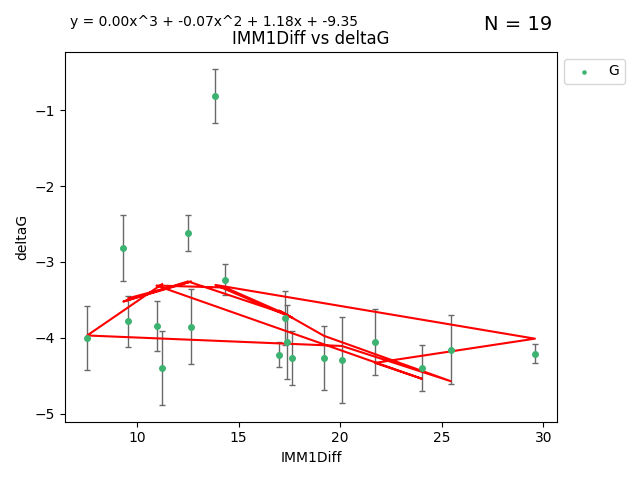 y = 0.00x^3 + -0.07x^2 + 1.18x + -9.35
N = 19
IMM1Diff vs deltaG
G
−1
−2
−3
−4
−5
deltaG
10 15 20 25 30
IMM1Diff